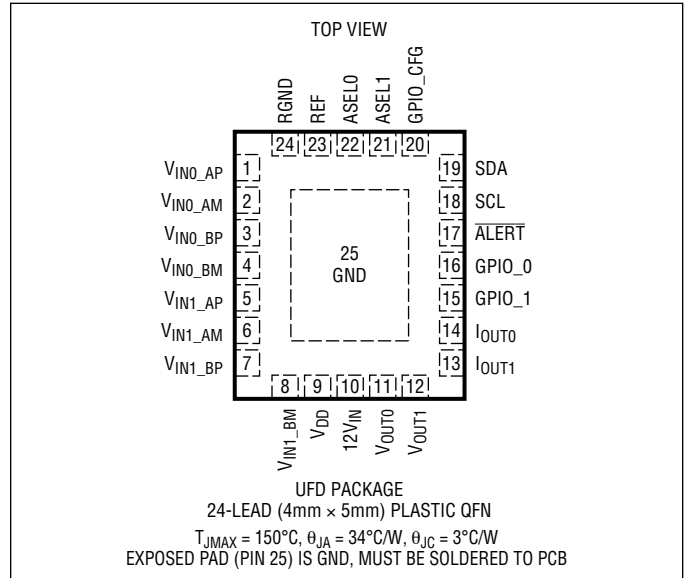 TOP VIEW
RGND
REF
ASEL0
ASEL1
GPIO_CFG
24 23 22 21 20
VIN0_AP 1
VIN0_AM 2
VIN0_BP 3
VIN0_BM 4
VIN1_AP 5
VIN1_AM 6
VIN1_BP 7
25
GND
19 SDA
18 SCL
17 ALERT
16 GPIO_0
15 GPIO_1
14 IOUT0
13 IOUT1
8 9 10 11 12
VIN1_BM
VDD
12VIN
VOUT0
VOUT1
UFD PACKAGE
24-LEAD (4mm × 5mm) PLASTIC QFN
TJMAX = 150°C, θJA = 34°C/W, θJC = 3°C/W
EXPOSED PAD (PIN 25) IS GND, MUST BE SOLDERED TO PCB